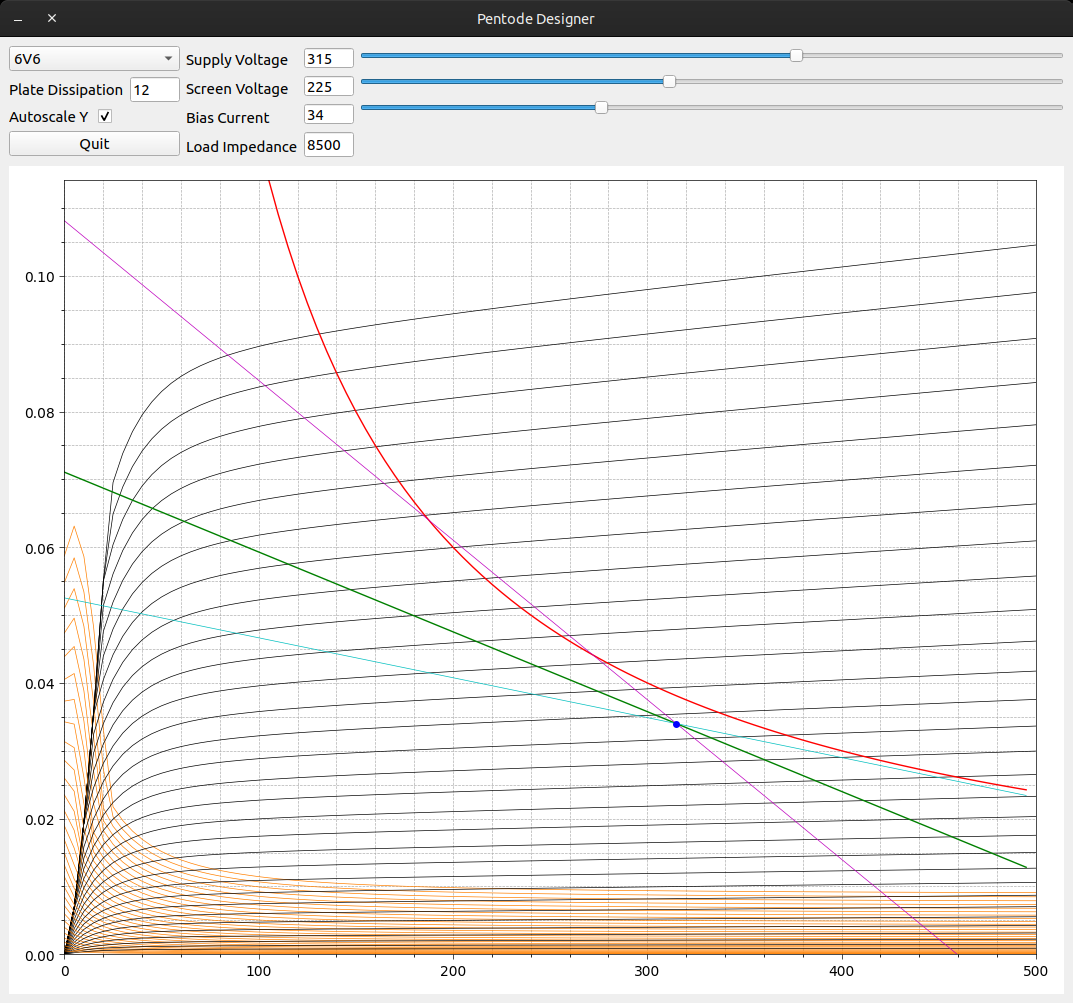 Pentode Designer
6V6
Supply Voltage 315
Plate Dissipation 12
Screen Voltage 225
Autoscale Y
Bias Current 34
Quit
Load Impedance 8500
0.10
0.08
0.06
0.04
0.02
0.00
0 100 200 300 400 500